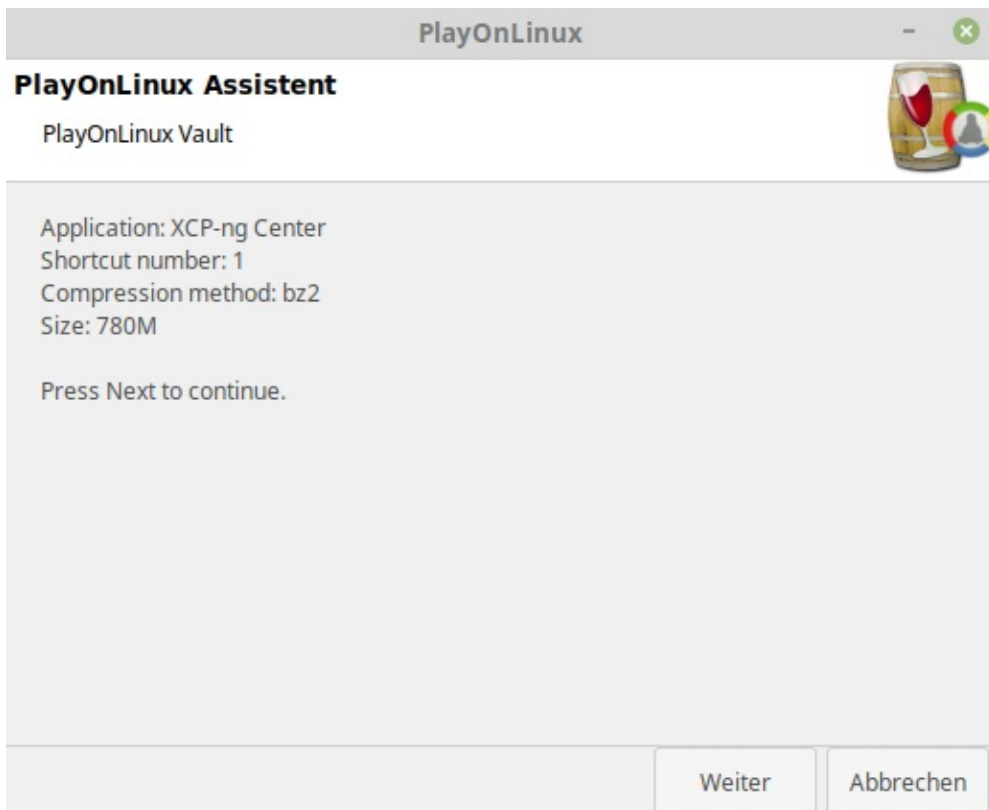 PlayOnLinux
PlayOnLinux Assistent
PlayOnLinux Vault
Application: XCP-ng Center
Shortcut number: 1
Compression method: bz2
Size: 780M
Press Next to continue.
Weiter
Abbrechen